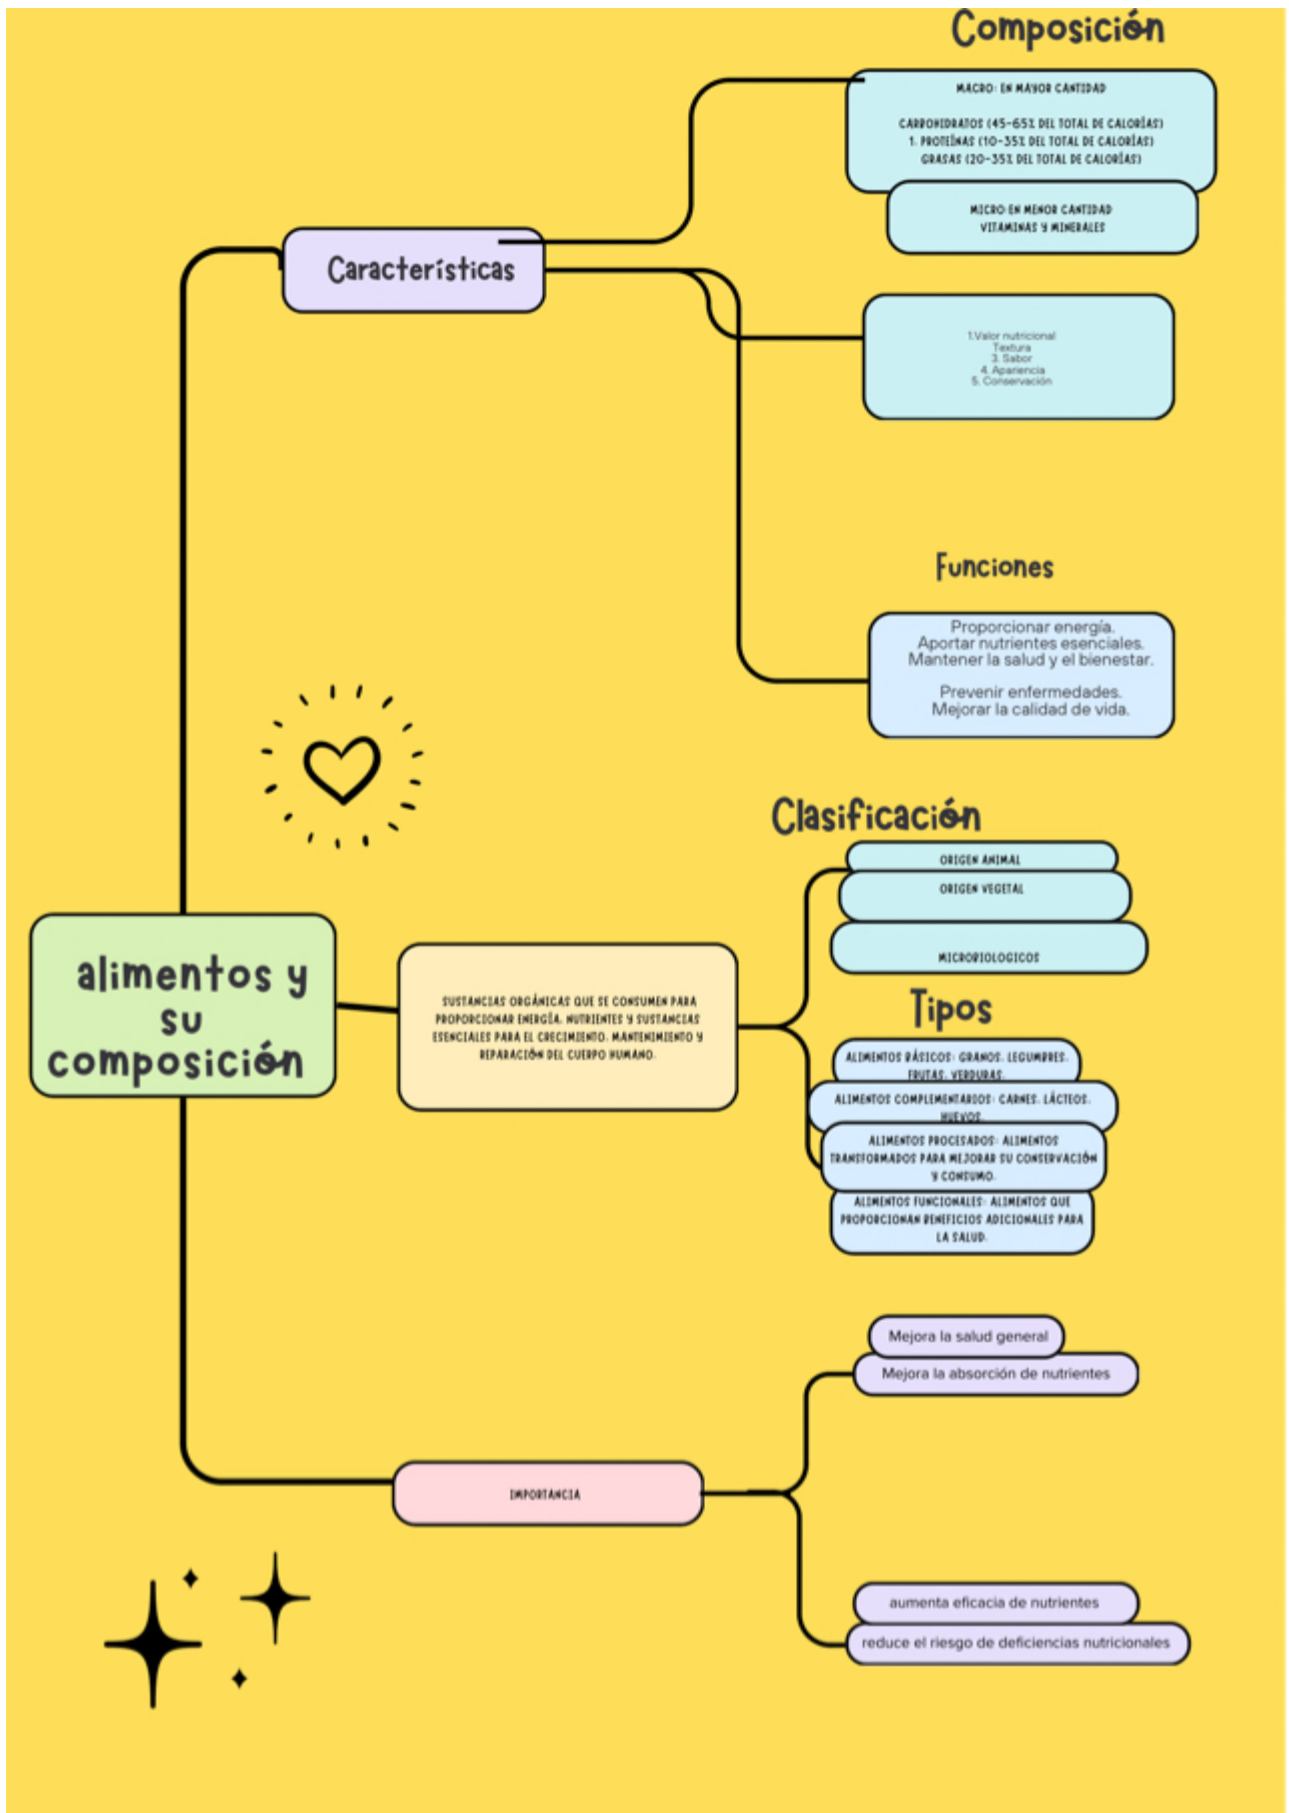 Composición
MACRO: EN MAYOR CANTIDAD
CARBOHIDRATOS (45-65% DEL TOTAL DE CALORÍAS)
1. PROTEÍNAS (10-35% DEL TOTAL DE CALORÍAS)
GRASAS (20-35% DEL TOTAL DE CALORÍAS)
MICRO:EN MENOR CANTIDAD
VITAMINAS Y MINERALES
Características
1.Valor nutricional
Textura
3. Sabor
4. Apariencia
5. Conservación
Funciones
Proporcionar energía.
Aportar nutrientes esenciales.
Mantener la salud y el bienestar.
Prevenir enfermedades.
Mejorar la calidad de vida.
alimentos y
su
composición
SUSTANCIAS ORGÁNICAS QUE SE CONSUMEN PARA
PROPORCIONAR ENERGÍA, NUTRIENTES Y SUSTANCIAS
ESENCIALES PARA EL CRECIMIENTO, MANTENIMIENTO Y
REPARACIÓN DEL CUERPO HUMANO.
Clasificación
ORIGEN ANIMAL
ORIGEN VEGETAL
MICROBIOLOGICOS
Tipos
ALIMENTOS BÁSICOS: GRANOS, LEGUMBRES,
FRUTAS, VERDURAS.
ALIMENTOS COMPLEMENTARIOS: CARNES, LÁCTEOS,
HUEVOS.
ALIMENTOS PROCESADOS: ALIMENTOS
TRANSFORMADOS PARA MEJORAR SU CONSERVACIÓN
Y CONSUMO.
ALIMENTOS FUNCIONALES: ALIMENTOS QUE
PROPORCIONAN BENEFICIOS ADICIONALES PARA
LA SALUD.
IMPORTANCIA
Mejora la salud general
Mejora la absorción de nutrientes
aumenta eficacia de nutrientes
reduce el riesgo de deficiencias nutricionales